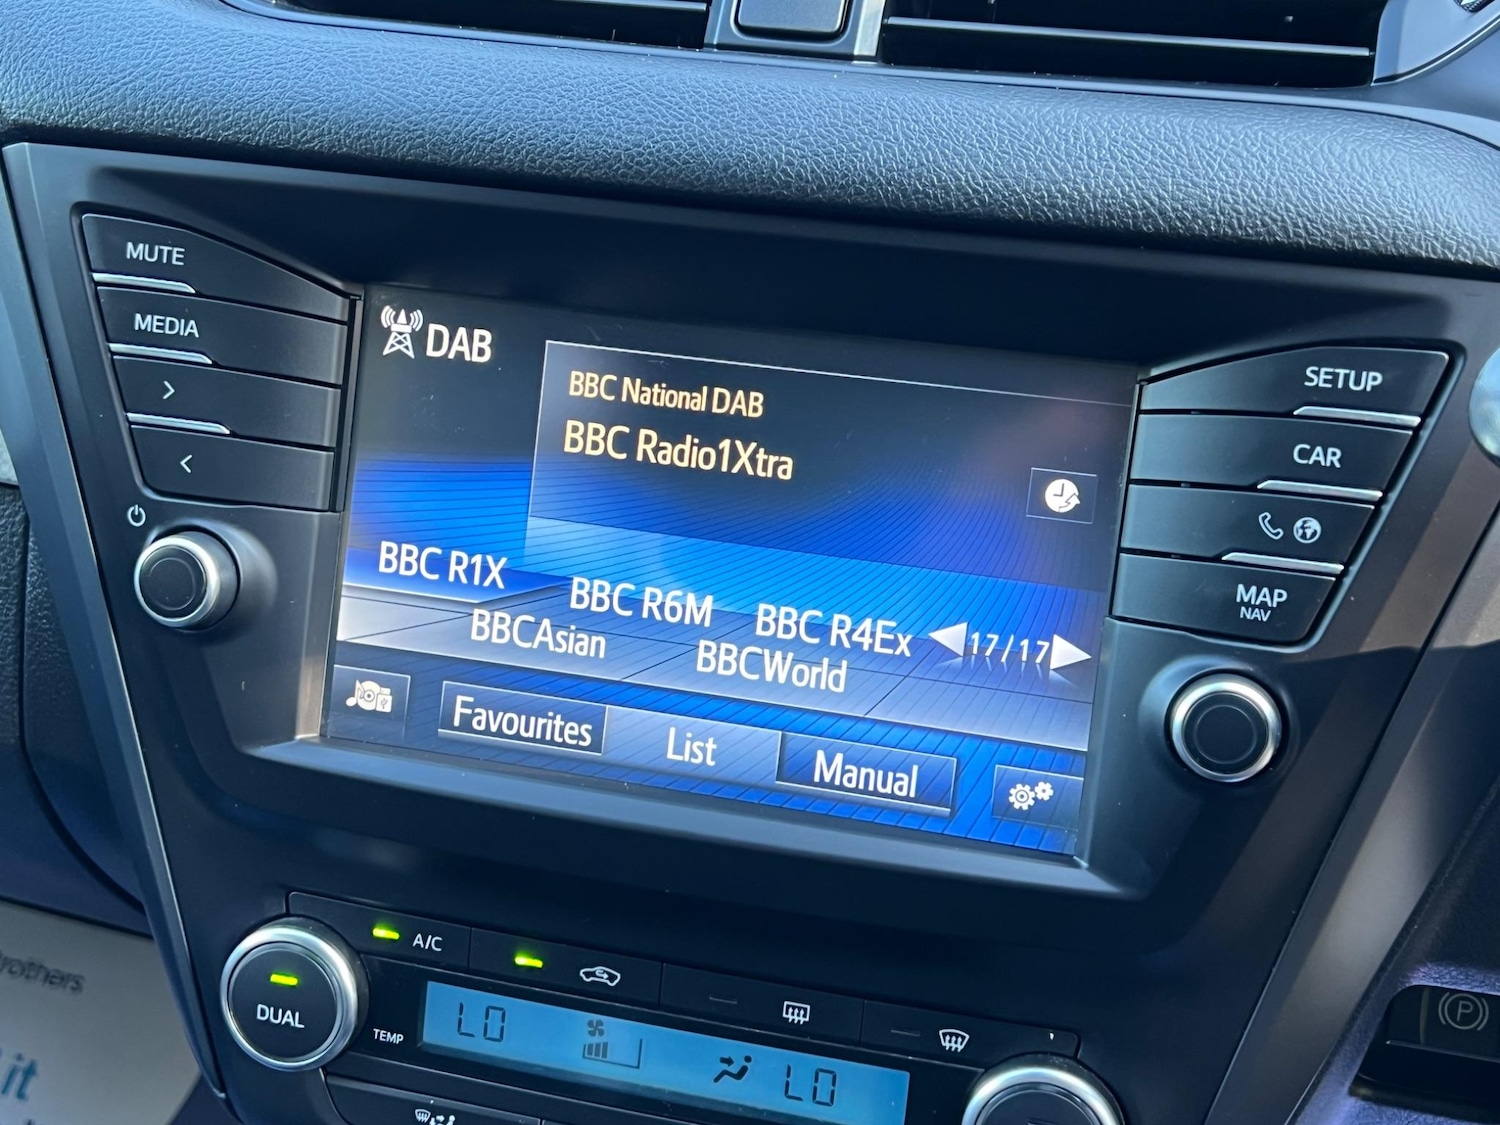 MUTE
MEDIA
>
<
DAB
BBC National DAB
BBC Radio1Xtra
BBC R1X
BBC R6M
BBC R4Ex
17/17
BBCAsian
BBCWorld
Favourites
List
Manual
SETUP
CAR
MAP
NAV
A/C
DUAL
TEMP
LO
LO
P
it